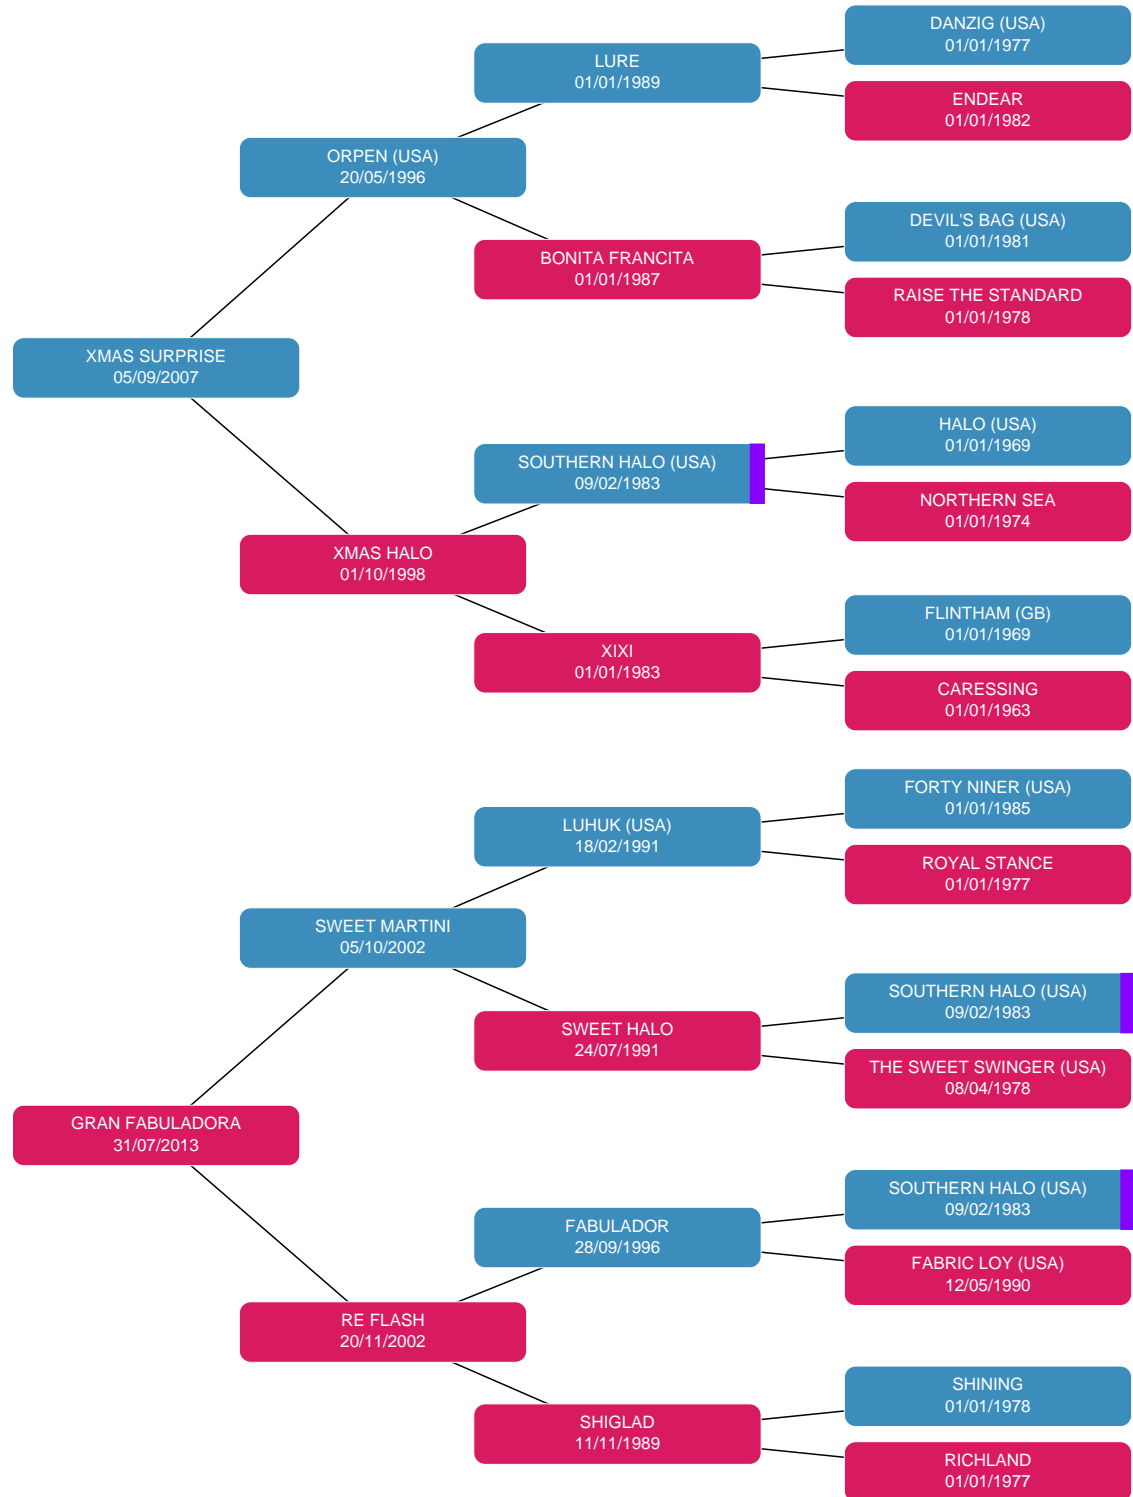 DANZIG (USA)
01/01/1977
LURE
01/01/1989
ENDEAR
01/01/1982
ORPEN (USA)
20/05/1996
DEVIL'S BAG (USA)
01/01/1981
BONITA FRANCITA
01/01/1987
RAISE THE STANDARD
01/01/1978
XMAS SURPRISE
05/09/2007
HALO (USA)
01/01/1969
SOUTHERN HALO (USA)
09/02/1983
NORTHERN SEA
01/01/1974
XMAS HALO
01/10/1998
FLINTHAM (GB)
01/01/1969
XIXI
01/01/1983
CARESSING
01/01/1963
FORTY NINER (USA)
01/01/1985
LUHUK (USA)
18/02/1991
ROYAL STANCE
01/01/1977
SWEET MARTINI
05/10/2002
SOUTHERN HALO (USA)
09/02/1983
SWEET HALO
24/07/1991
THE SWEET SWINGER (USA)
08/04/1978
GRAN FABULADORA
31/07/2013
SOUTHERN HALO (USA)
09/02/1983
FABULADOR
28/09/1996
FABRIC LOY (USA)
12/05/1990
RE FLASH
20/11/2002
SHINING
01/01/1978
SHIGLAD
11/11/1989
RICHLAND
01/01/1977